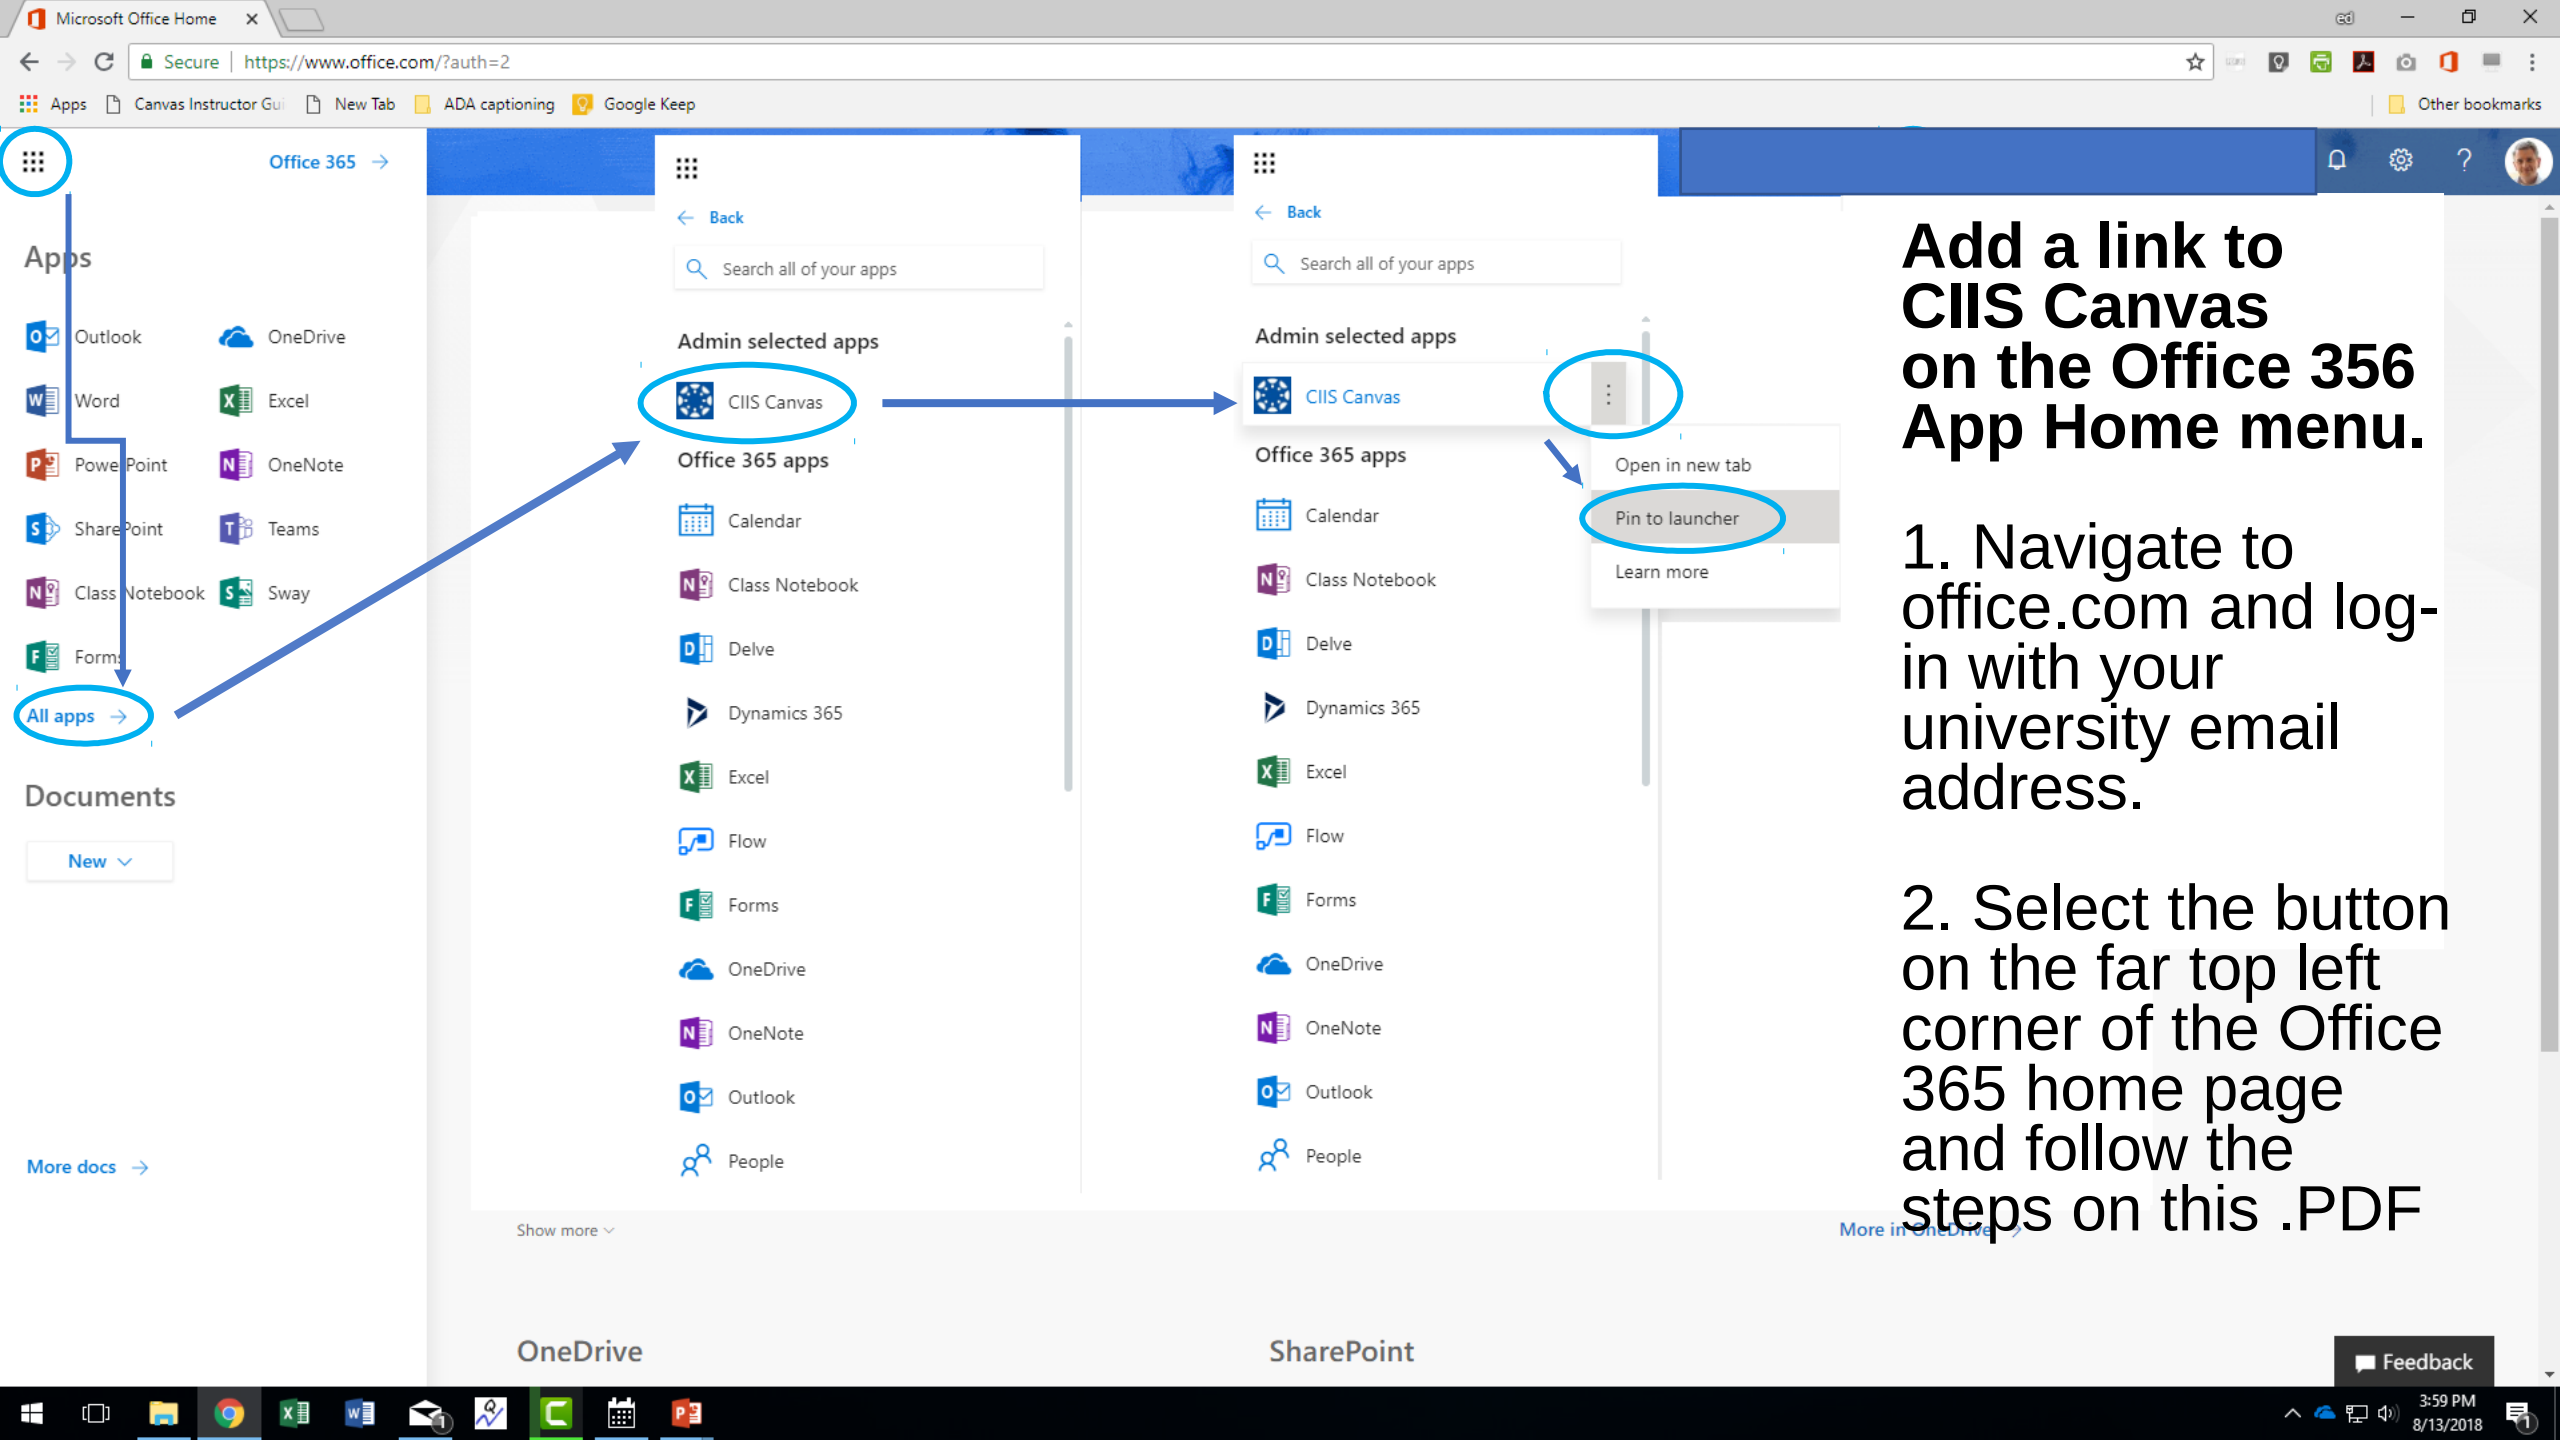 Microsoft Office Home
ed
Secure https://www.office.com/?auth=2
Apps Canvas Instructor Gui New Tab ADA captioning Google Keep Other bookmarks
Office 365
Apps
Outlook OneDrive
Word Excel
PowerPoint OneNote
SharePoint Teams
Class Notebook Sway
Forms
All apps
Documents
New
More docs
Back
Search all of your apps
Admin selected apps
CIIS Canvas
Office 365 apps
Calendar
Class Notebook
Delve
Dynamics 365
Excel
Flow
Forms
OneDrive
OneNote
Outlook
People
Back
Search all of your apps
Admin selected apps
CIIS Canvas
Office 365 apps
Calendar
Class Notebook
Delve
Dynamics 365
Excel
Flow
Forms
OneDrive
OneNote
Outlook
People
Open in new tab
Pin to launcher
Learn more
Add a link to
CIIS Canvas
on the Office 356
App Home menu.
1. Navigate to
office.com and log-
in with your
university email
address.
2. Select the button
on the far top left
corner of the Office
365 home page
and follow the
steps on this .PDF
Show more
More in OneDrive
OneDrive
SharePoint
Feedback
3:59 PM
8/13/2018